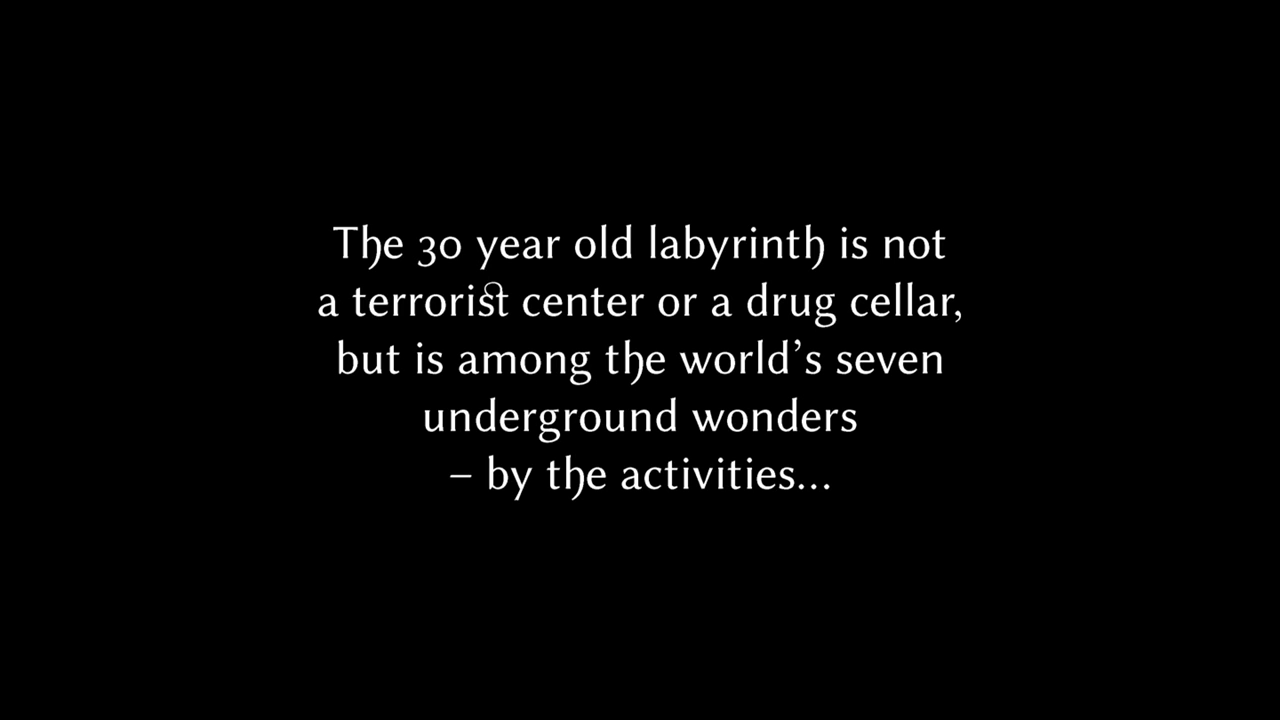 The 30 year old labyrinth is not
a terrorist center or a drug cellar,
but is among the world’s seven
underground wonders
– by the activities...